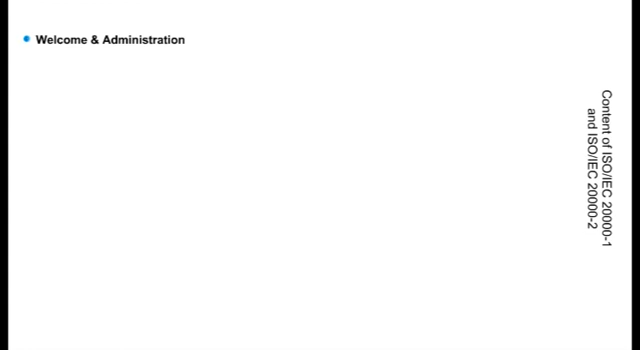 Welcome & Administration
Content of ISO/IEC 20000-1
and ISO/IEC 20000-2